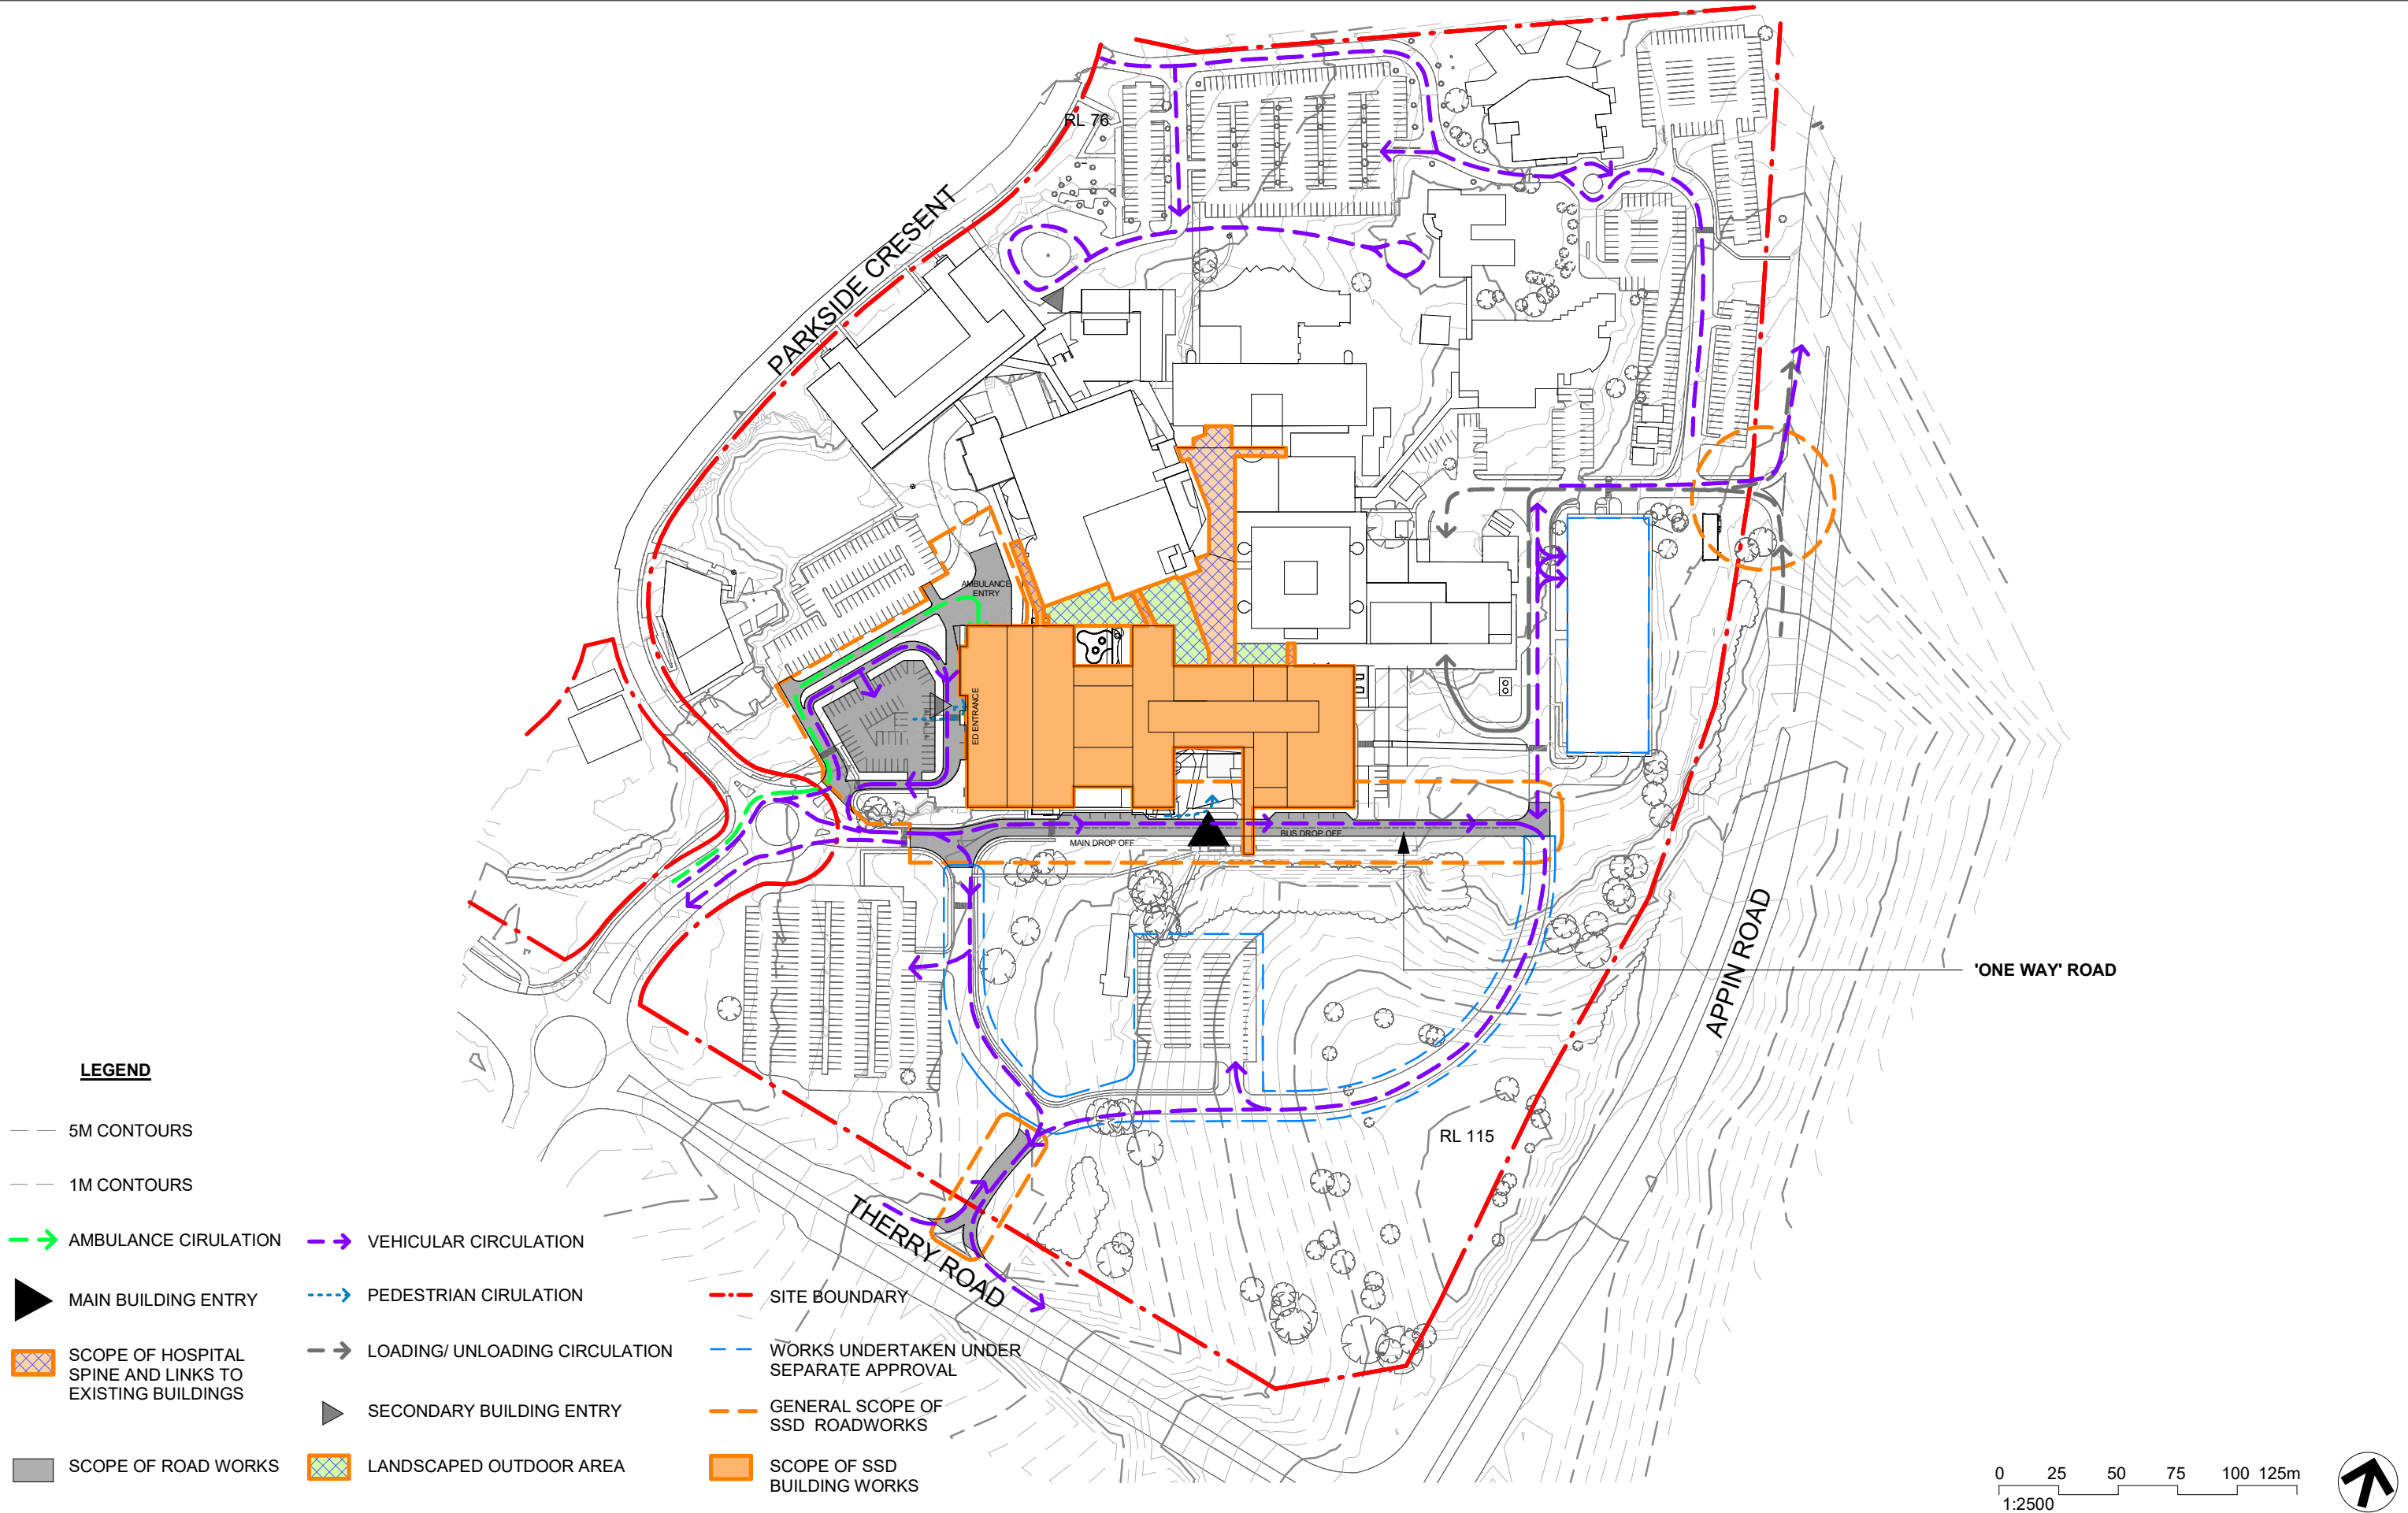 RL 76
PARKSIDE CRESENT
AMBULANCE
ENTRY
ED ENTRANCE
MAIN DROP OFF
BUS DROP OFF
'ONE WAY' ROAD
APPIN ROAD
RL 115
THERRY ROAD
LEGEND
5M CONTOURS
1M CONTOURS
AMBULANCE CIRULATION
VEHICULAR CIRCULATION
MAIN BUILDING ENTRY
PEDESTRIAN CIRULATION
SITE BOUNDARY
SCOPE OF HOSPITAL
SPINE AND LINKS TO
EXISTING BUILDINGS
LOADING/ UNLOADING CIRCULATION
WORKS UNDERTAKEN UNDER
SEPARATE APPROVAL
SECONDARY BUILDING ENTRY
GENERAL SCOPE OF
SSD ROADWORKS
SCOPE OF ROAD WORKS
LANDSCAPED OUTDOOR AREA
SCOPE OF SSD
BUILDING WORKS
0 25 50 75 100 125m
1:2500